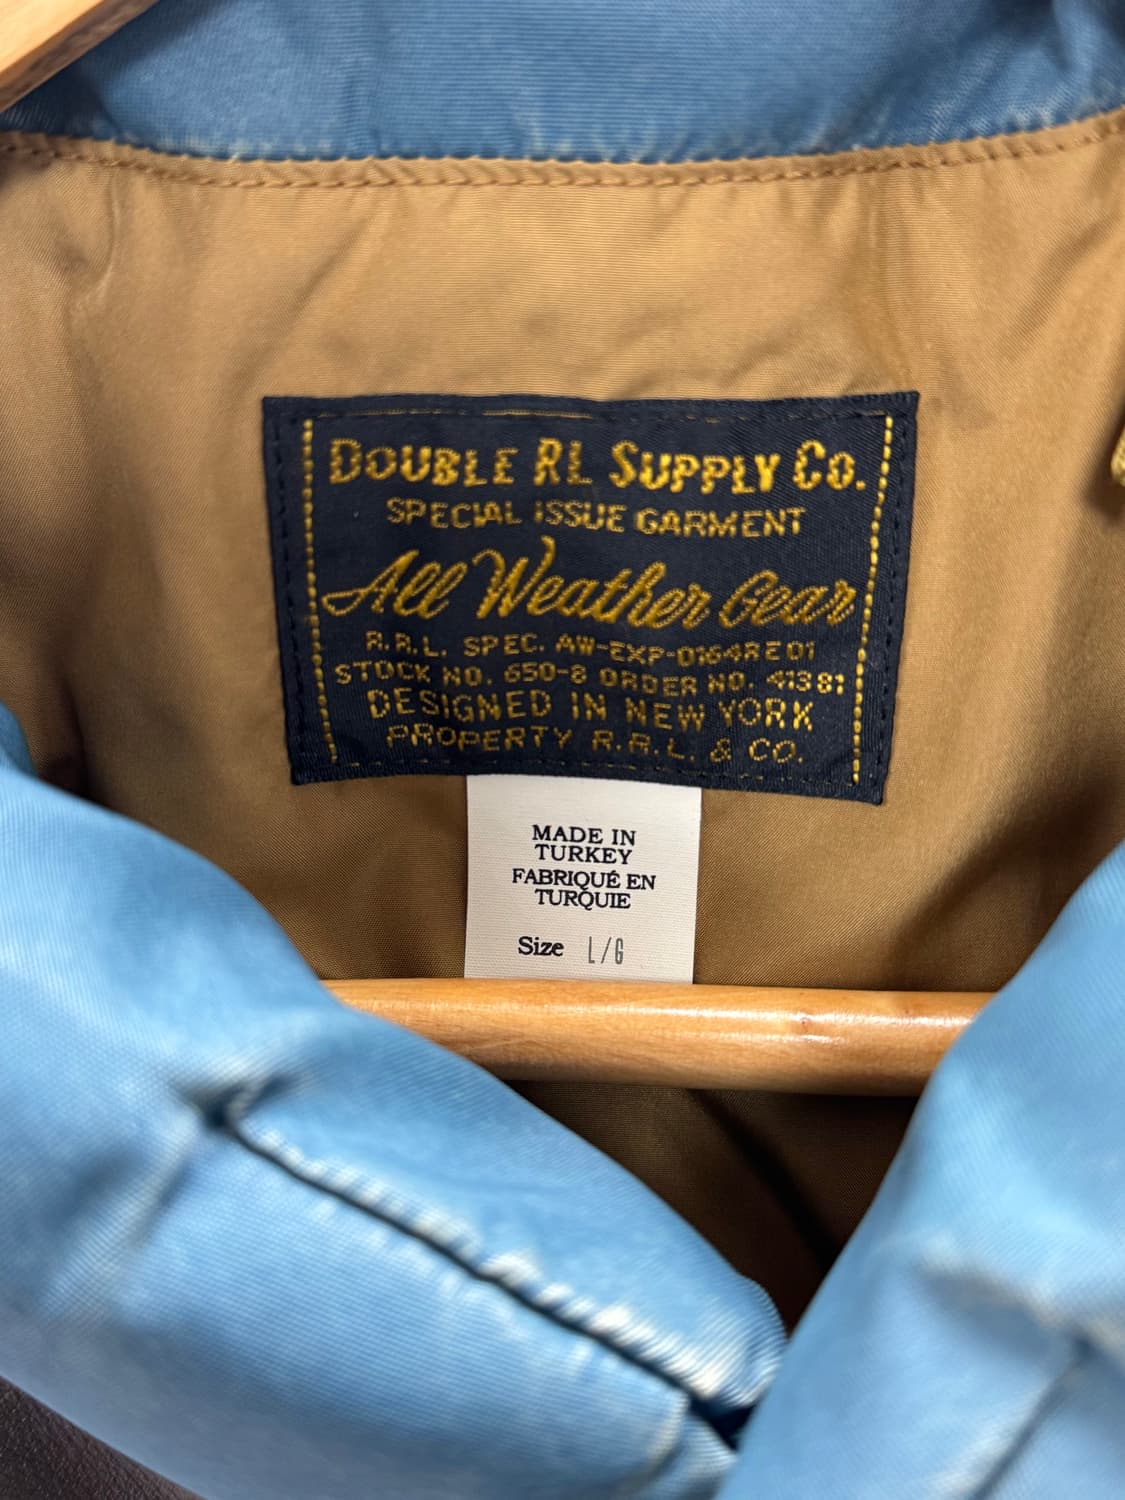 DOUBLE RL SUPPLY CO.
SPECIAL ISSUE GARMENT
All Weather Gear
R.R.L. SPEC. AW-EXP-0164RE01
STOCK NO. 650-8 ORDER NO. 41381
DESIGNED IN NEW YORK
PROPERTY R.R.L. & CO.
MADE IN
TURKEY
FABRIQUÉ EN
TURQUIE
Size L/G